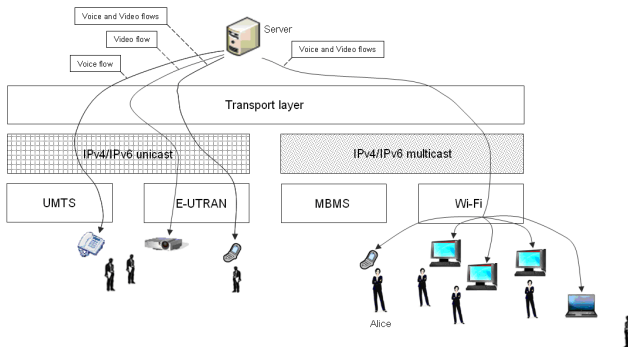 Voice and Video flows
Video flow
Voice flow
Server
Voice and Video flows
Transport layer
IPv4/IPv6 unicast
IPv4/IPv6 multicast
UMTS
E-UTRAN
MBMS
Wi-Fi
Alice